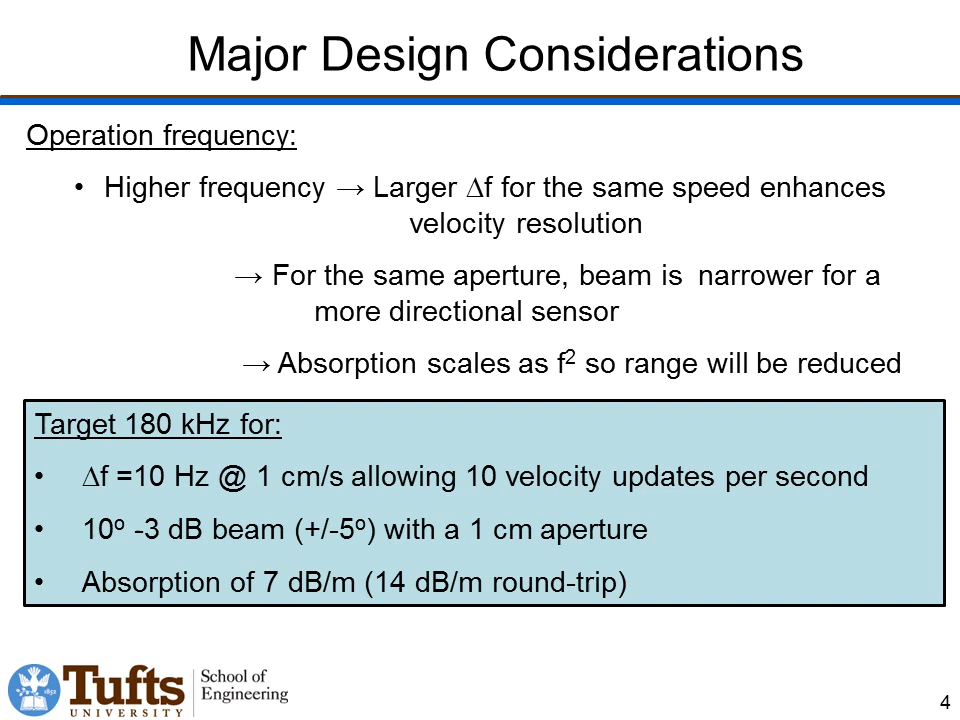 Major Design Considerations
Operation frequency:
• Higher frequency → Larger ∆f for the same speed enhances
velocity resolution
→ For the same aperture, beam is narrower for a
more directional sensor
→ Absorption scales as f² so range will be reduced
Target 180 kHz for:
• ∆f =10 Hz @ 1 cm/s allowing 10 velocity updates per second
• 10º -3 dB beam (+/-5º) with a 1 cm aperture
• Absorption of 7 dB/m (14 dB/m round-trip)
1852
Tufts
UNIVERSITY
School of
Engineering
4